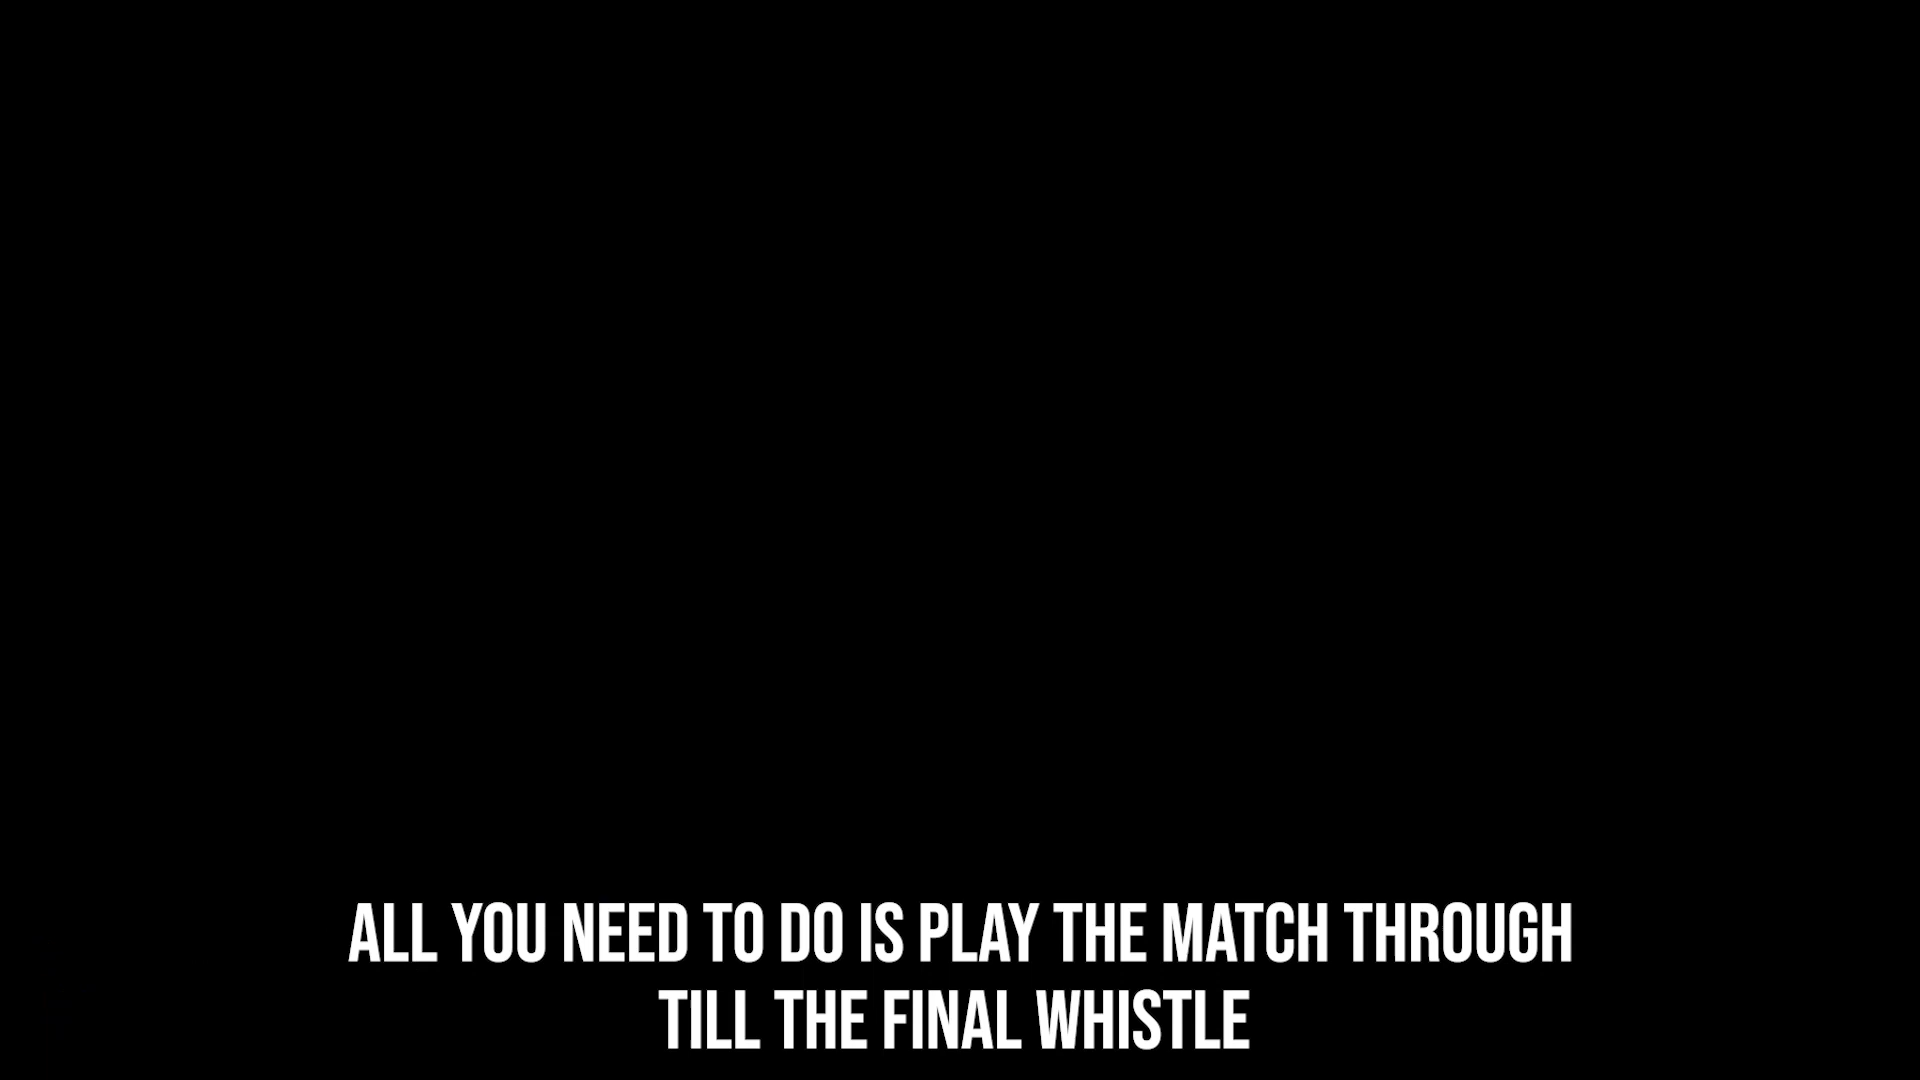 ALL YOU NEED TO DO IS PLAY THE MATCH THROUGH
TILL THE FINAL WHISTLE